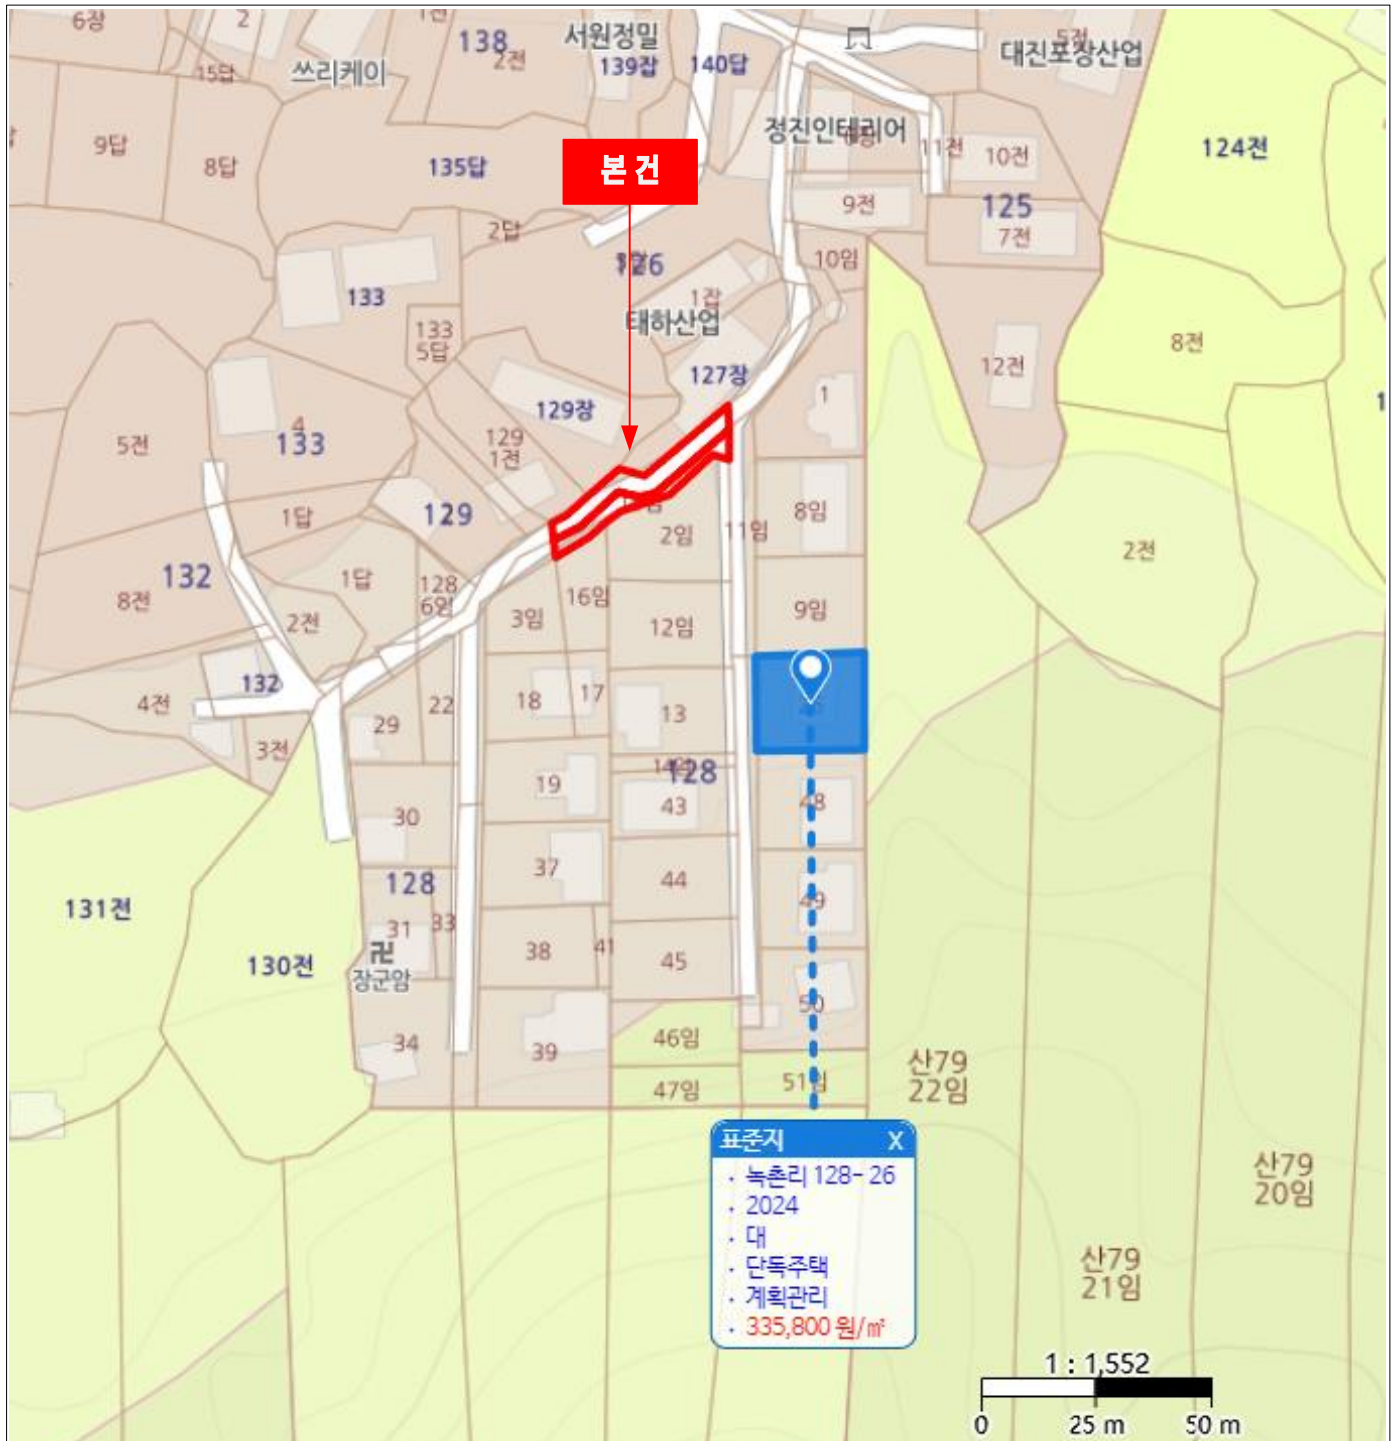 6장
2
1전
138
2전
서원정밀
139잡
140답
5전
대진포장산업
15답
쓰리케이
정진인테리어
11전
10전
124전
9답
8답
135답
본 건
9전
125
7전
2답
126
10임
133
1잡
태하산업
133
5답
8전
12전
127장
129장
1
4
133
5전
129
1전
1답
129
8임
2임
11임
2전
132
8전
1답
128
6임
16임
9임
2전
3임
12임
132
4전
22
18
17
13
29
3전
128
19
43
48
30
37
44
128
49
131전
31
33
38
41
45
130전
장군암
50
34
39
46임
47임
51임
산79
22임
표준지 X
· 녹촌리 128-26
· 2024
· 대
· 단독주택
· 계획관리
· 335,800 원/㎡
산79
20임
산79
21임
1 : 1,552
0 25 m 50 m